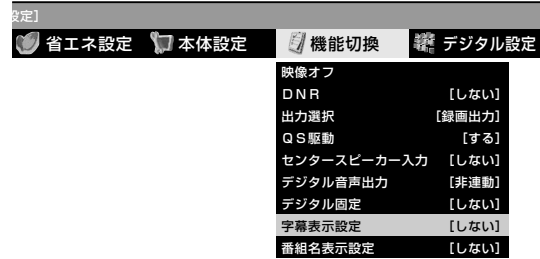 設定]
省エネ設定 本体設定 機能切換 デジタル設定
映像オフ
DNR [しない]
出力選択 [録画出力]
QS駆動 [する]
センタースピーカー入力 [しない]
デジタル音声出力 [非連動]
デジタル固定 [しない]
字幕表示設定 [しない]
番組名表示設定 [しない]